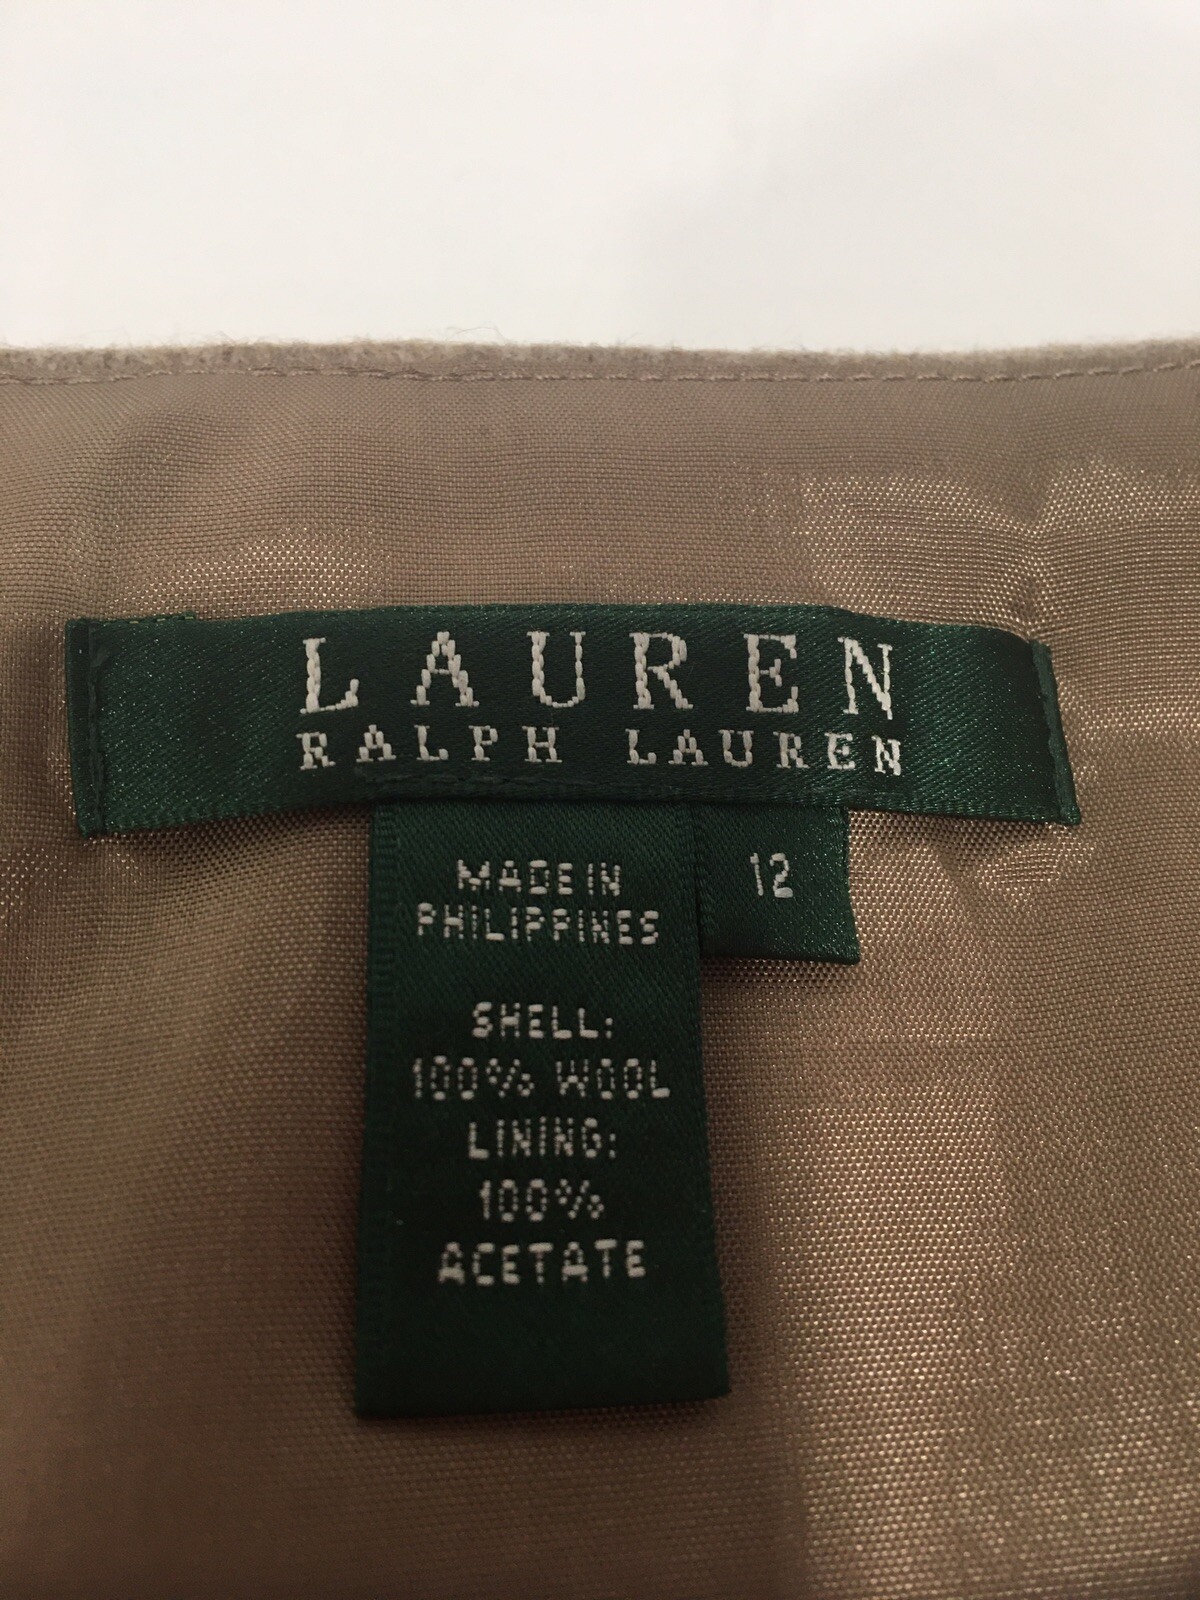 LAUREN
RALPH LAUREN
MADE IN
PHILIPPINES
SHELL:
100% WOOL
LINING:
100%
ACETATE
12